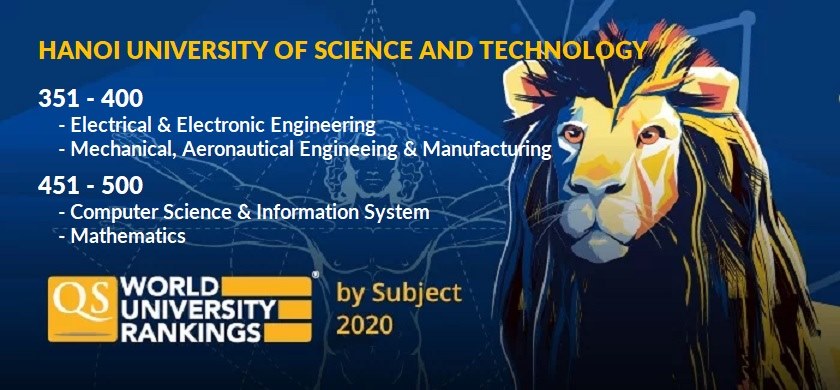 HANOI UNIVERSITY OF SCIENCE AND TECHNOLOGY
351 - 400
- Electrical & Electronic Engineering
- Mechanical, Aeronautical Engineeing & Manufacturing
451 - 500
- Computer Science & Information System
- Mathematics
QS WORLD UNIVERSITY RANKINGS®
by Subject
2020